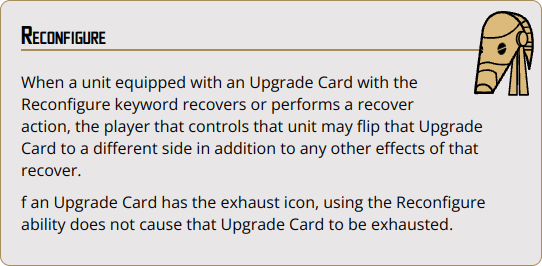 Reconfigure
When a unit equipped with an Upgrade Card with the
Reconfigure keyword recovers or performs a recover
action, the player that controls that unit may flip that Upgrade
Card to a different side in addition to any other effects of that
recover.
f an Upgrade Card has the exhaust icon, using the Reconfigure
ability does not cause that Upgrade Card to be exhausted.